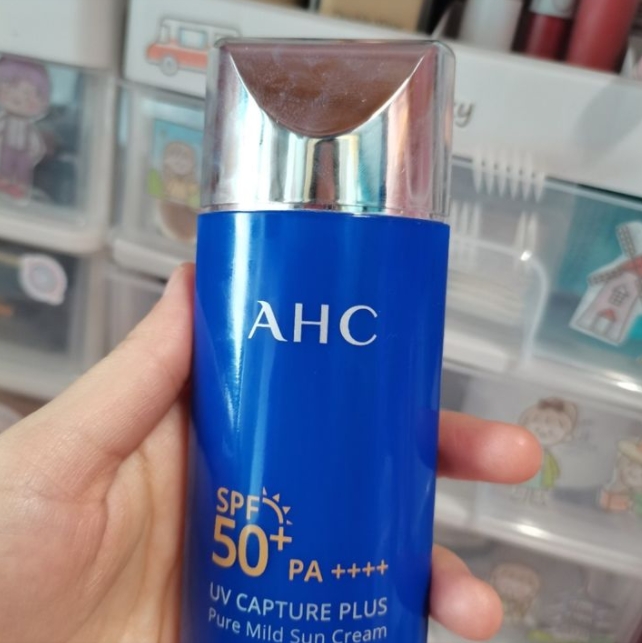 AHC
SPF
50+
PA ++++
UV CAPTURE PLUS
Pure Mild Sun Cream